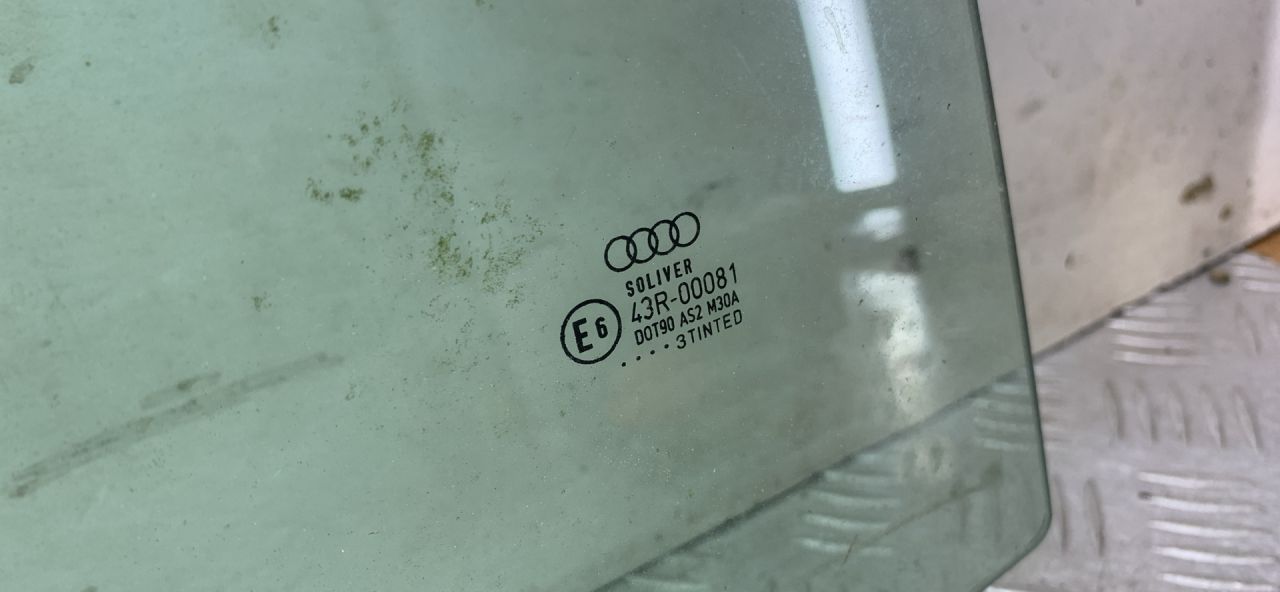 SOLIVER
E6 43R-00081
DOT90 AS2 M30A
.... 3TINTED